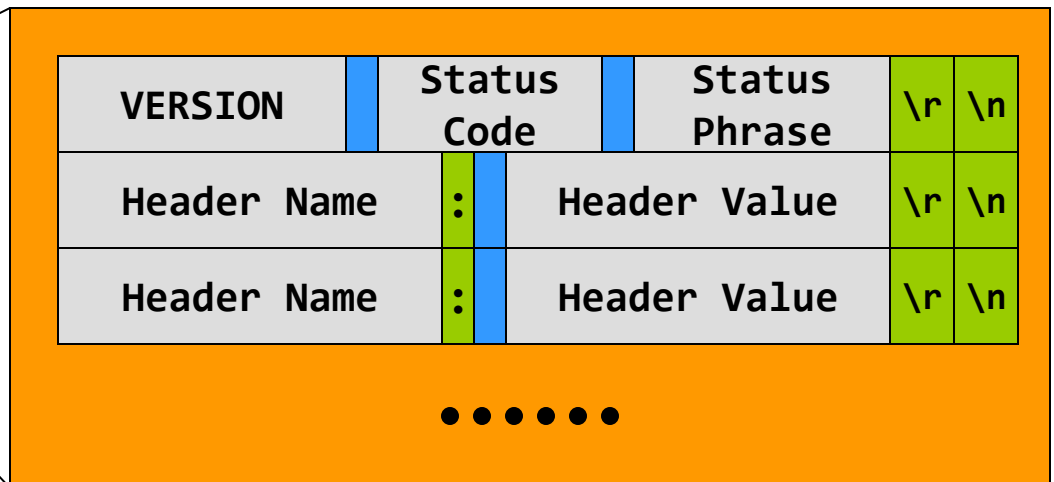 VERSION Status Code Status Phrase \r \n
Header Name : Header Value \r \n
Header Name : Header Value \r \n
••••••